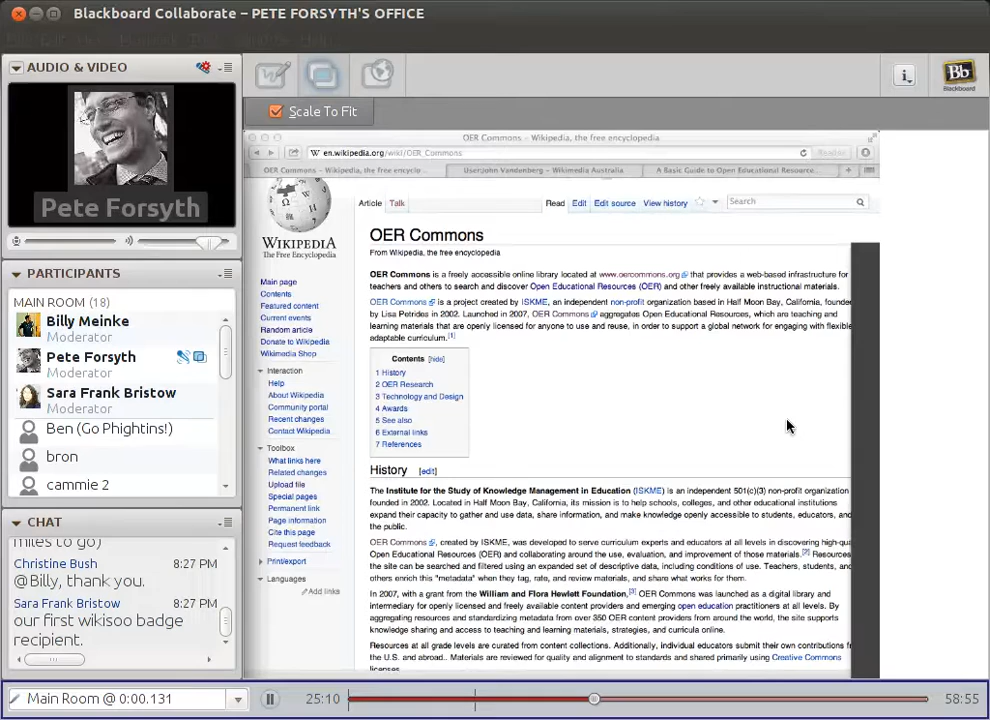 Blackboard Collaborate – PETE FORSYTH'S OFFICE
AUDIO & VIDEO
Pete Forsyth
PARTICIPANTS
MAIN ROOM (18)
Billy Meinke
Moderator
Pete Forsyth
Moderator
Sara Frank Bristow
Moderator
Ben (Go Phightins!)
bron
cammie 2
CHAT
miles to go)
Christine Bush 8:27 PM
@Billy, thank you.
Sara Frank Bristow 8:27 PM
our first wikisoo badge
recipient.
Main Room @ 0:00.131
25:10
58:55
Scale To Fit
i
Bb
Blackboard
OER Commons – Wikipedia, the free encyclopedia
W en.wikipedia.org/wiki/OER_Commons
OER Commons – Wikipedia, the free encyclo...
User:John Vandenberg – Wikimedia Australia
A Basic Guide to Open Educational Resource...
WIKIPEDIA
The Free Encyclopedia
Main page
Contents
Featured content
Current events
Random article
Donate to Wikipedia
Wikimedia Shop
Interaction
Help
About Wikipedia
Community portal
Recent changes
Contact Wikipedia
Toolbox
What links here
Related changes
Upload file
Special pages
Permanent link
Page information
Cite this page
Request feedback
Print/export
Languages
Add links
Article Talk
Read Edit Edit source View history
Search
OER Commons
From Wikipedia, the free encyclopedia
OER Commons is a freely accessible online library located at www.oercommons.org that provides a web-based infrastructure for
teachers and others to search and discover Open Educational Resources (OER) and other freely available instructional materials.
OER Commons is a project created by ISKME, an independent non-profit organization based in Half Moon Bay, California, founded
by Lisa Petrides in 2002. Launched in 2007, OER Commons aggregates Open Educational Resources, which are teaching and
learning materials that are openly licensed for anyone to use and reuse, in order to support a global network for engaging with flexible
adaptable curriculum.[1]
Contents [hide]
1 History
2 OER Research
3 Technology and Design
4 Awards
5 See also
6 External links
7 References
History [edit]
The Institute for the Study of Knowledge Management in Education (ISKME) is an independent 501(c)(3) non-profit organization
founded in 2002. Located in Half Moon Bay, California, its mission is to help schools, colleges, and other educational institutions
expand their capacity to gather and use data, share information, and make knowledge openly accessible to students, educators, and
the public.
OER Commons, created by ISKME, was developed to serve curriculum experts and educators at all levels in discovering high-qua
Open Educational Resources (OER) and collaborating around the use, evaluation, and improvement of those materials.[2] Resources
the site can be searched and filtered using an expanded set of descriptive data, including conditions of use. Teachers, students, and
others enrich this "metadata" when they tag, rate, and review materials, and share what works for them.
In 2007, with a grant from the William and Flora Hewlett Foundation,[3] OER Commons was launched as a digital library and
intermediary for openly licensed and freely available content providers and emerging open education practitioners at all levels. By
aggregating resources and standardizing metadata from over 350 OER content providers from around the world, the site supports
knowledge sharing and access to teaching and learning materials, strategies, and curricula online.
Resources at all grade levels are curated from content collections. Additionally, individual educators submit their own contributions f
the U.S. and abroad.. Materials are reviewed for quality and alignment to standards and shared primarily using Creative Commons
licenses.